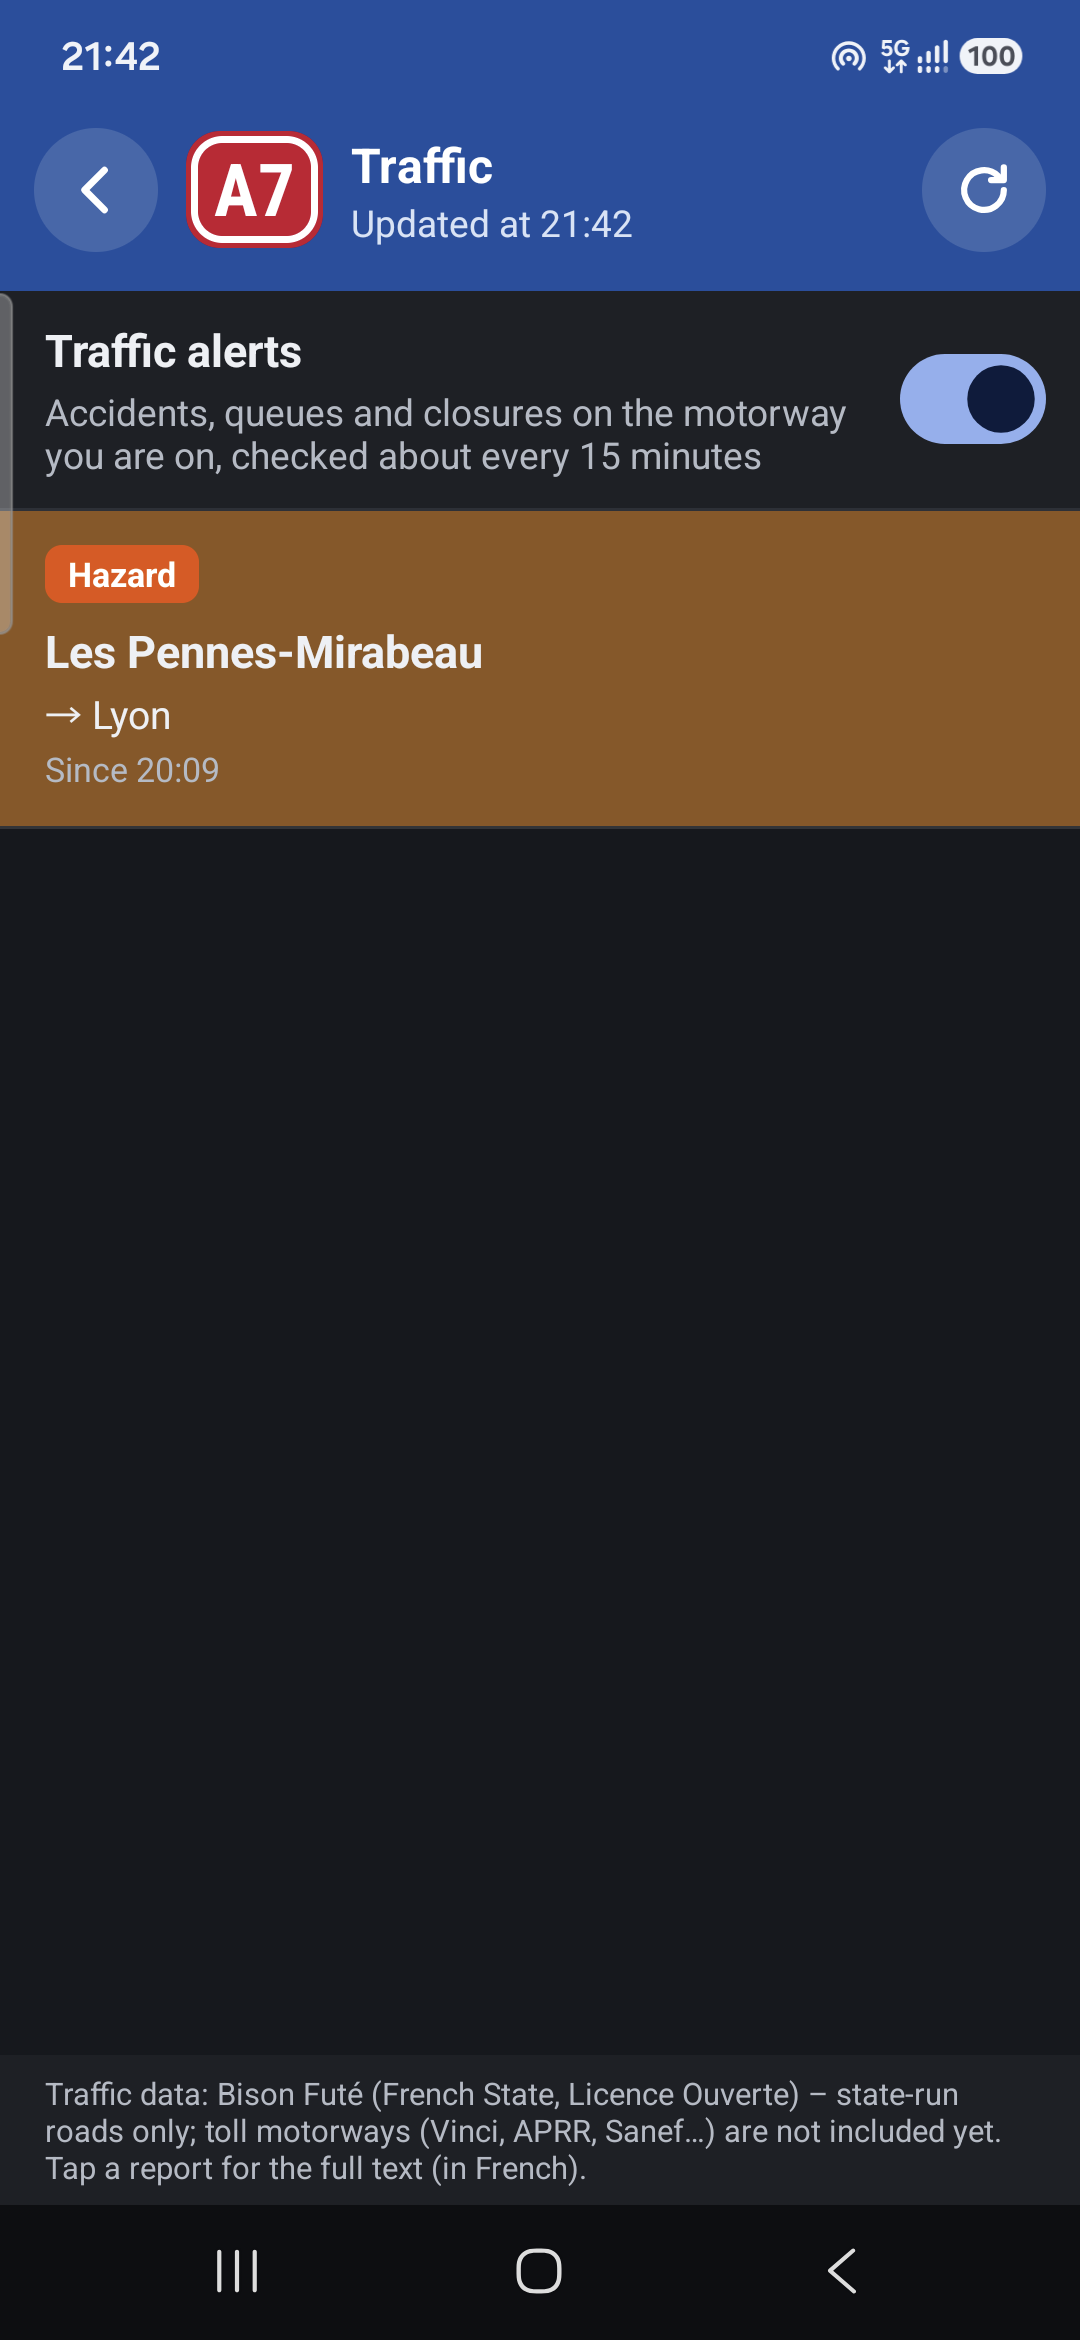 21:42
5G
100
A7
Traffic
Updated at 21:42
Traffic alerts
Accidents, queues and closures on the motorway
you are on, checked about every 15 minutes
Hazard
Les Pennes-Mirabeau
→ Lyon
Since 20:09
Traffic data: Bison Futé (French State, Licence Ouverte) – state-run
roads only; toll motorways (Vinci, APRR, Sanef…) are not included yet.
Tap a report for the full text (in French).